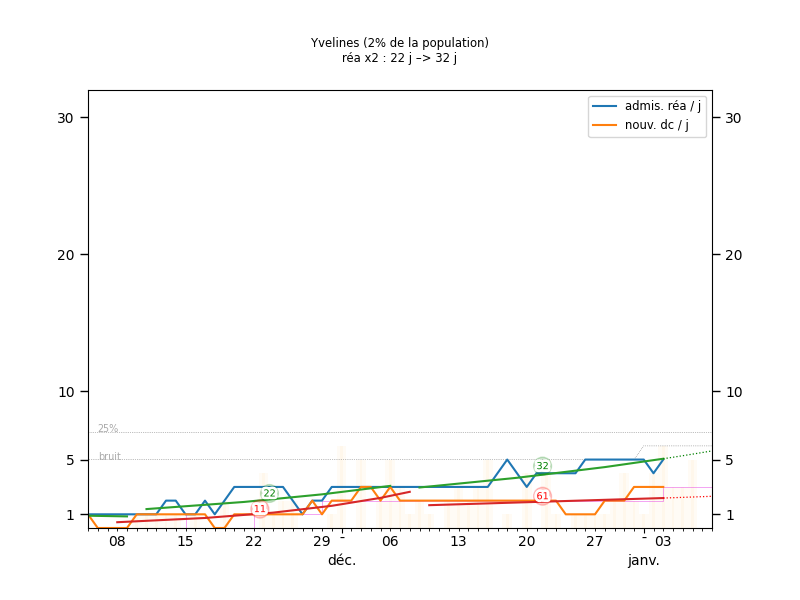 Yvelines (2% de la population)
réa x2 : 22 j –> 32 j
admis. réa / j
nouv. dc / j
30 30
20 20
10 10
25%
bruit
5 5
1 1
32
22
61
11
08 15 22 29 - 06 13 20 27 - 03
déc. janv.